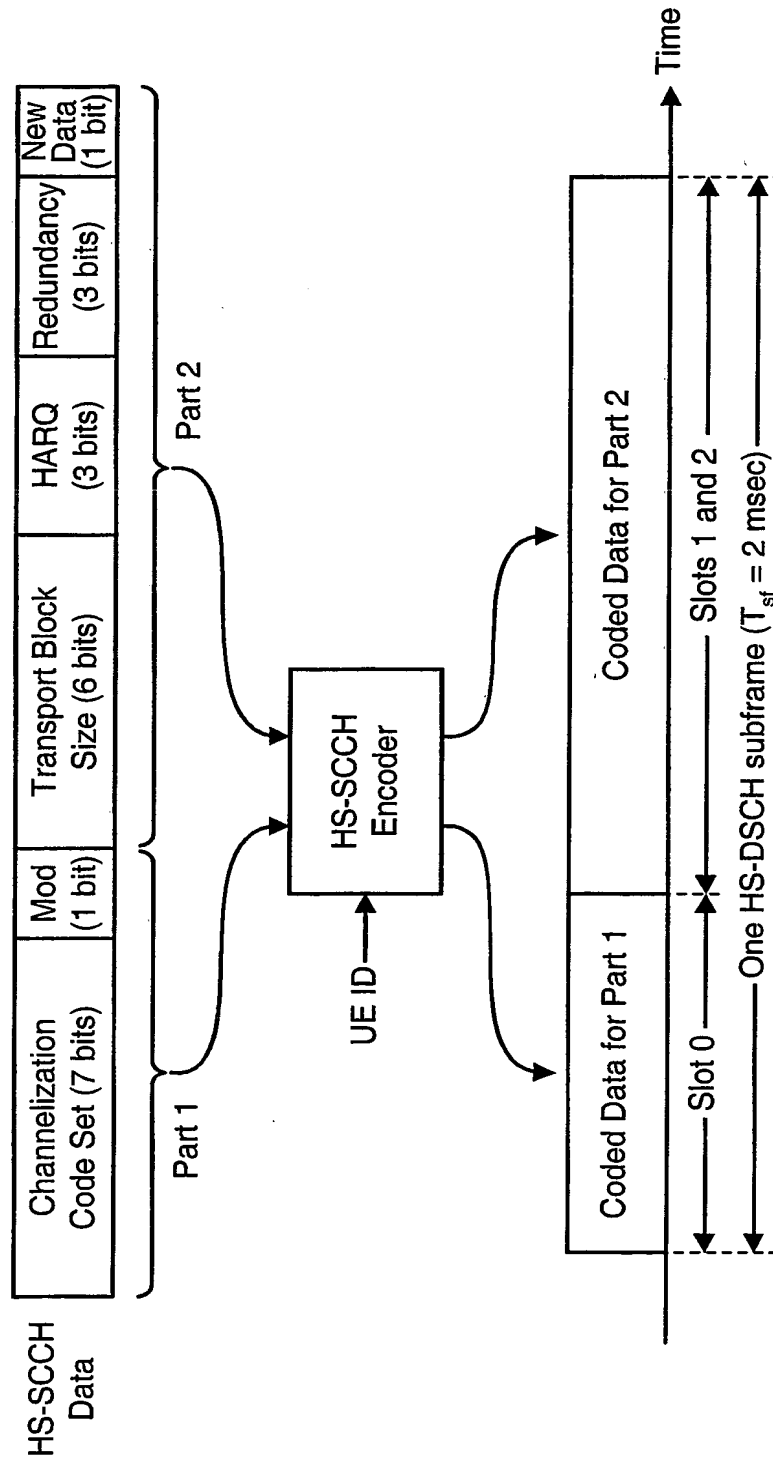 HS-SCCH
Data
Channelization
Code Set (7 bits)
Mod
(1 bit)
Transport Block
Size (6 bits)
HARQ
(3 bits)
Redundancy
(3 bits)
New
Data
(1 bit)
Part 1
Part 2
UE ID
HS-SCCH
Encoder
Coded Data for Part 1
Coded Data for Part 2
Time
Slot 0
Slots 1 and 2
One HS-DSCH subframe (Tsf = 2 msec)